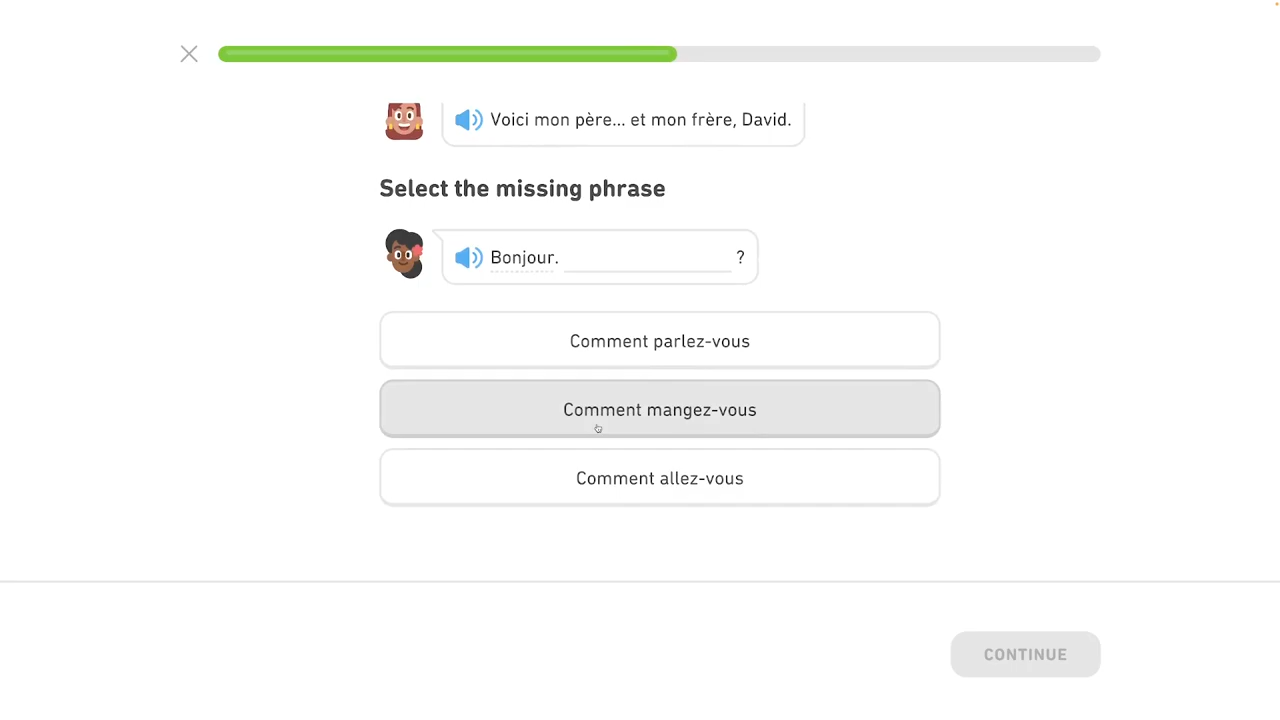 Voici mon père... et mon frère, David.
Select the missing phrase
Bonjour. ?
Comment parlez-vous
Comment mangez-vous
Comment allez-vous
CONTINUE